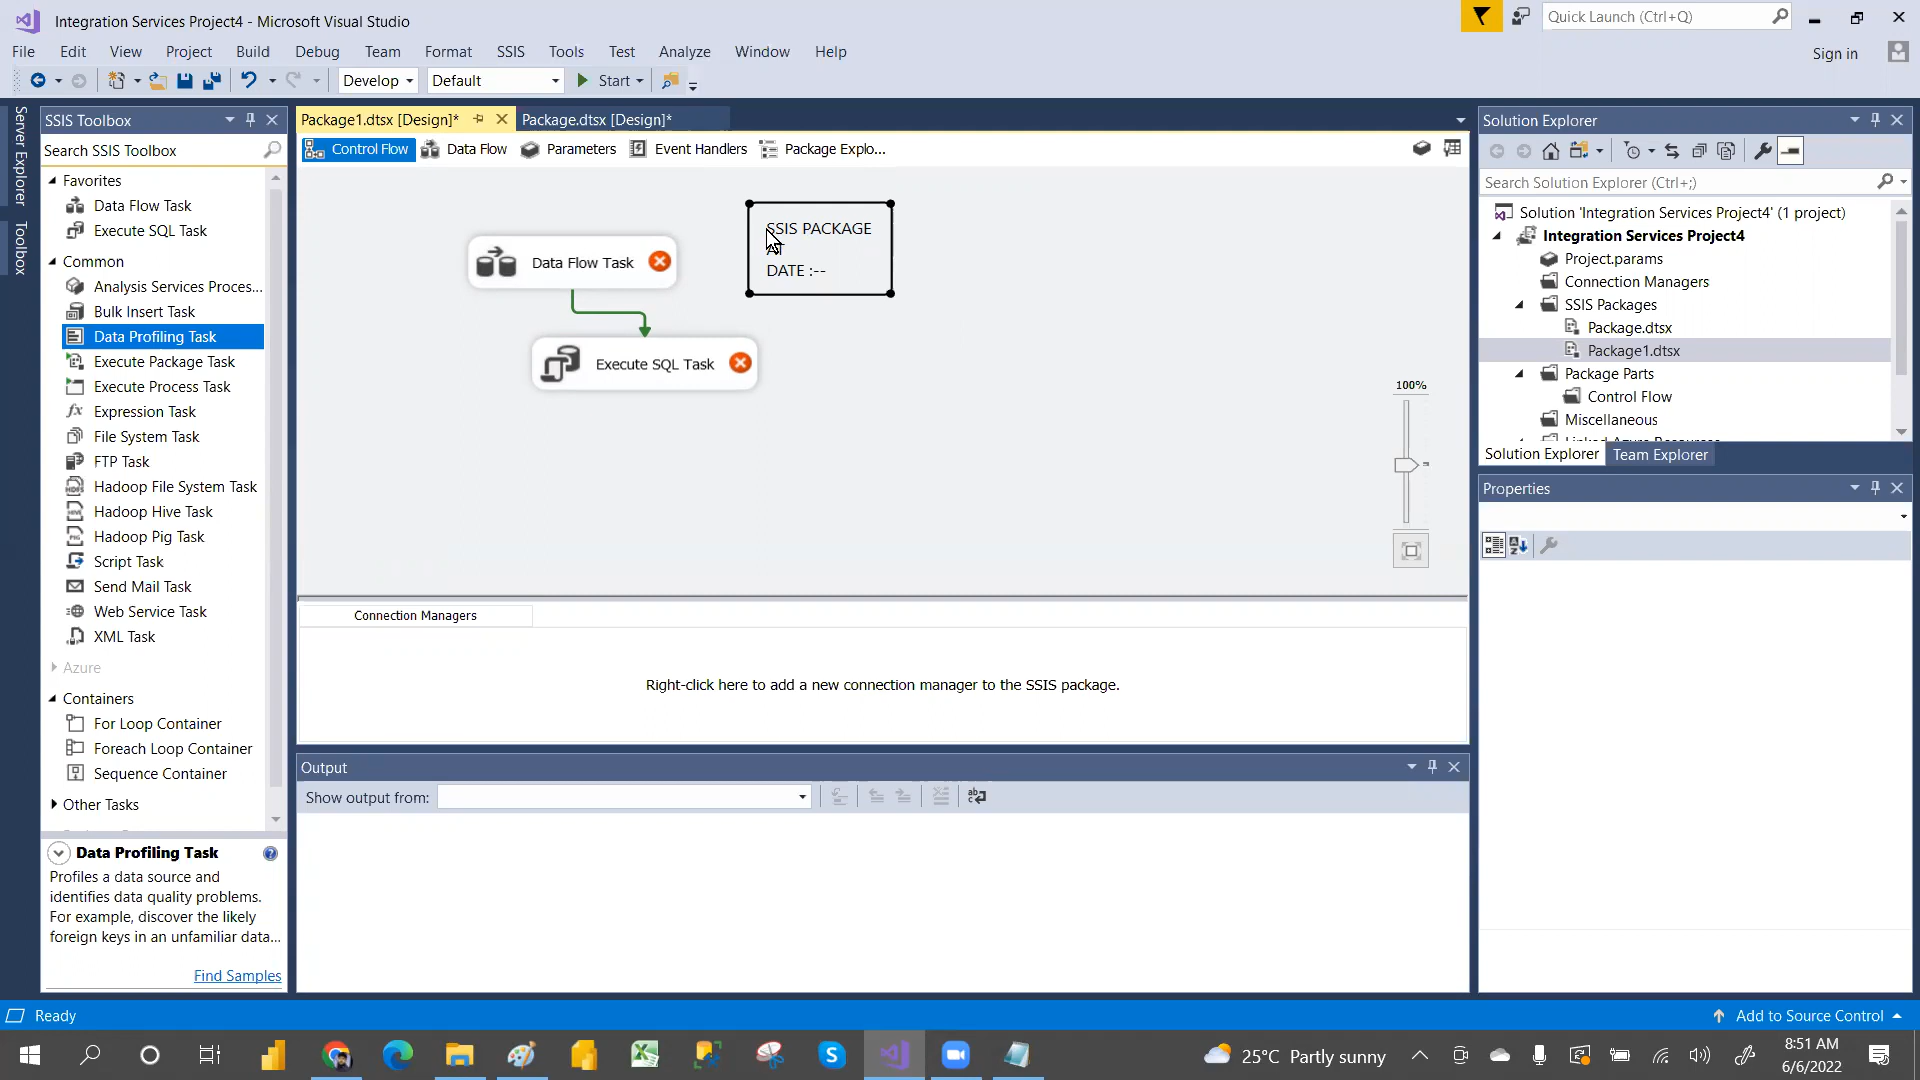 Integration Services Project4 - Microsoft Visual Studio
Quick Launch (Ctrl+Q)
File Edit View Project Build Debug Team Format SSIS Tools Test Analyze Window Help
Sign in
Develop Default Start
Server Explorer
Toolbox
SSIS Toolbox
Search SSIS Toolbox
Favorites
Data Flow Task
Execute SQL Task
Common
Analysis Services Proces...
Bulk Insert Task
Data Profiling Task
Execute Package Task
Execute Process Task
Expression Task
File System Task
FTP Task
Hadoop File System Task
Hadoop Hive Task
Hadoop Pig Task
Script Task
Send Mail Task
Web Service Task
XML Task
Azure
Containers
For Loop Container
Foreach Loop Container
Sequence Container
Other Tasks
Data Profiling Task
Profiles a data source and
identifies data quality problems.
For example, discover the likely
foreign keys in an unfamiliar data...
Find Samples
Package1.dtsx [Design]* Package.dtsx [Design]*
Control Flow Data Flow Parameters Event Handlers Package Explo...
SSIS PACKAGE
AT
DATE :--
Data Flow Task
Execute SQL Task
100%
Connection Managers
Right-click here to add a new connection manager to the SSIS package.
Output
Show output from:
Solution Explorer
Search Solution Explorer (Ctrl+;)
Solution 'Integration Services Project4' (1 project)
Integration Services Project4
Project.params
Connection Managers
SSIS Packages
Package.dtsx
Package1.dtsx
Package Parts
Control Flow
Miscellaneous
Linked Azure Resources
Solution Explorer Team Explorer
Properties
Ready
Add to Source Control
25°C Partly sunny
8:51 AM
6/6/2022